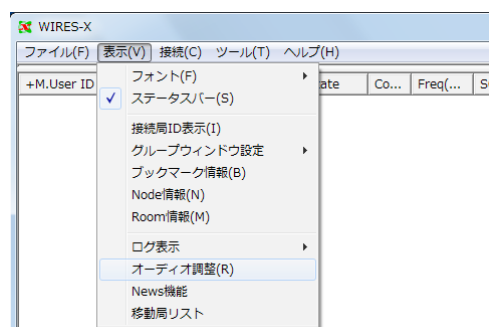 WIRES-X
ファイル(F) 表示(V) 接続(C) ツール(T) ヘルプ(H)
+M.User ID ate Co... Freq(... S
フォント(F)
ステータスバー(S)
接続局ID表示(I)
グループウィンドウ設定
ブックマーク情報(B)
Node情報(N)
Room情報(M)
ログ表示
オーディオ調整(R)
News機能
移動局リスト